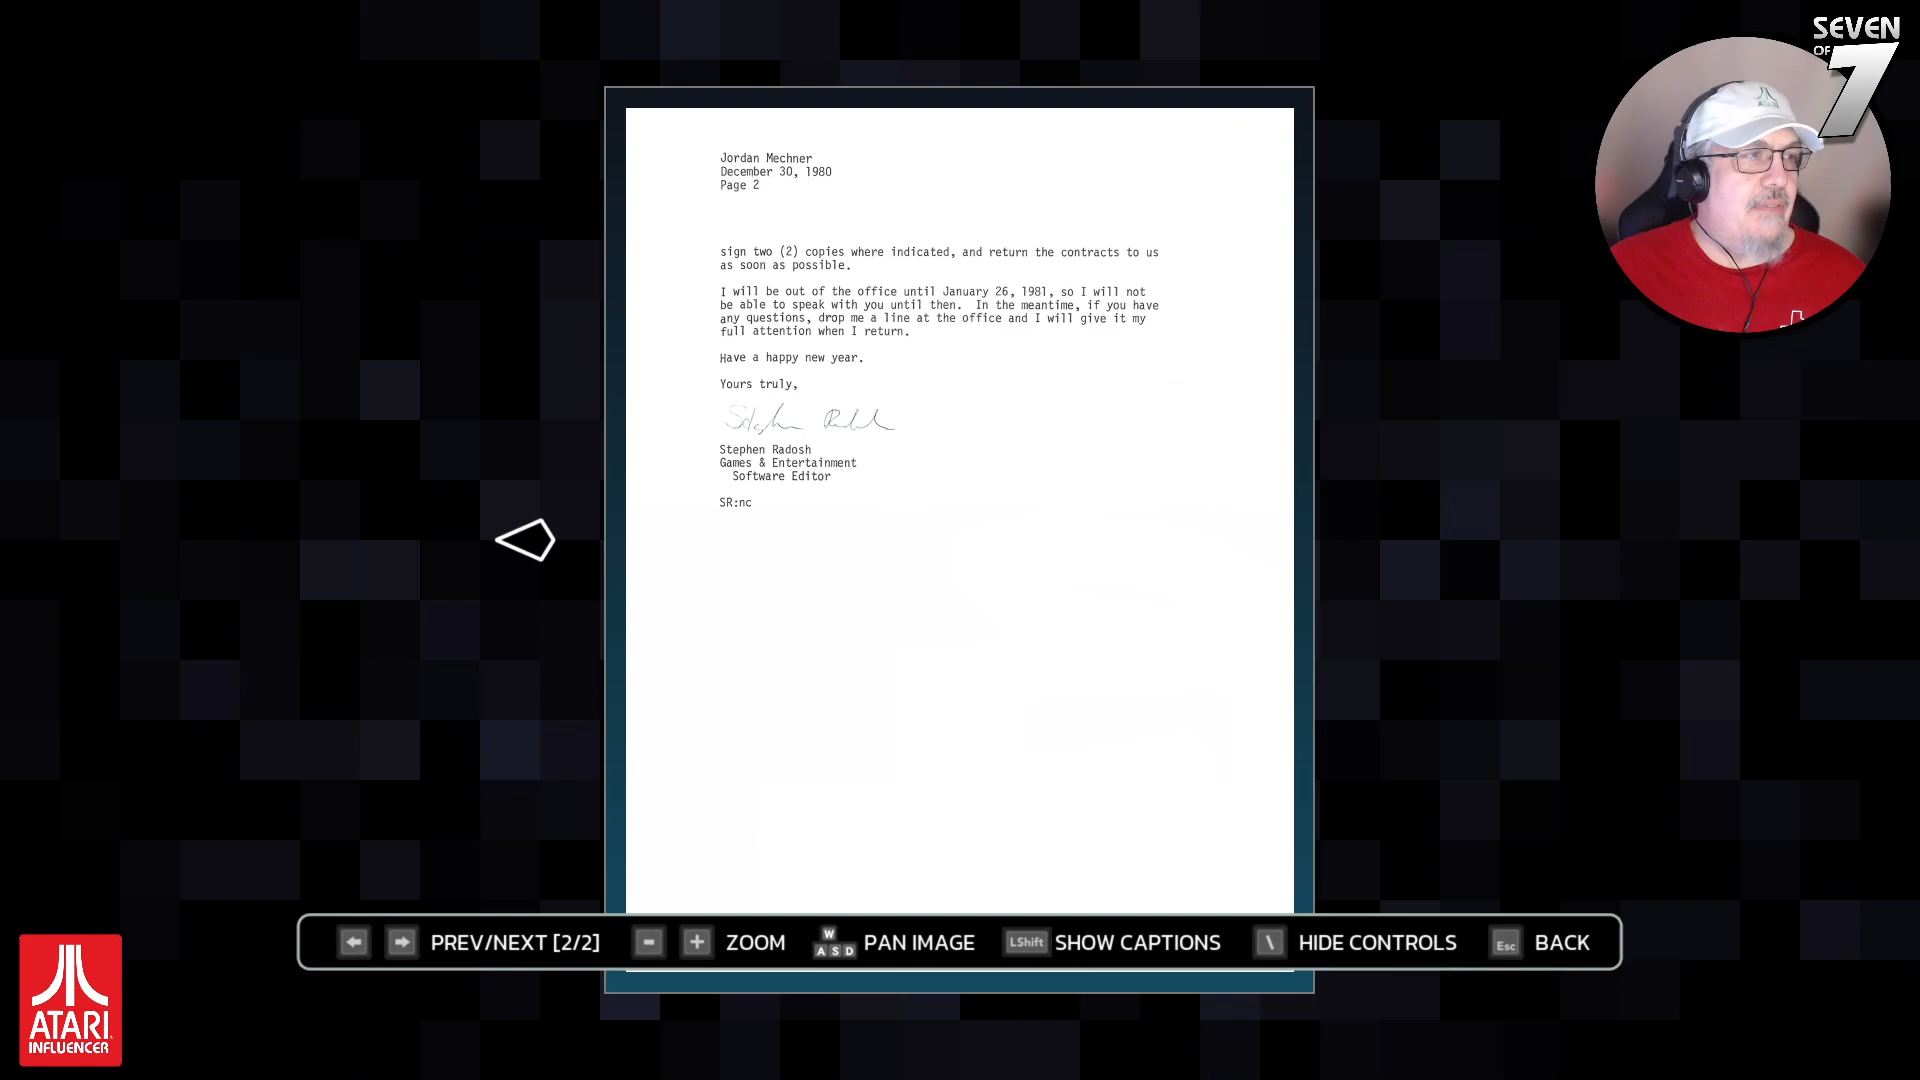 SEVEN
OF 7
ATARI
Jordan Mechner
December 30, 1980
Page 2
sign two (2) copies where indicated, and return the contracts to us
as soon as possible.
I will be out of the office until January 26, 1981, so I will not
be able to speak with you until then. In the meantime, if you have
any questions, drop me a line at the office and I will give it my
full attention when I return.
Have a happy new year.
Yours truly,
Stephen Radosh
Stephen Radosh
Games & Entertainment
Software Editor
SR:nc
PREV/NEXT [2/2]
- + ZOOM
W
A S D PAN IMAGE
LShift SHOW CAPTIONS
\ HIDE CONTROLS
Esc BACK
ATARI
INFLUENCER